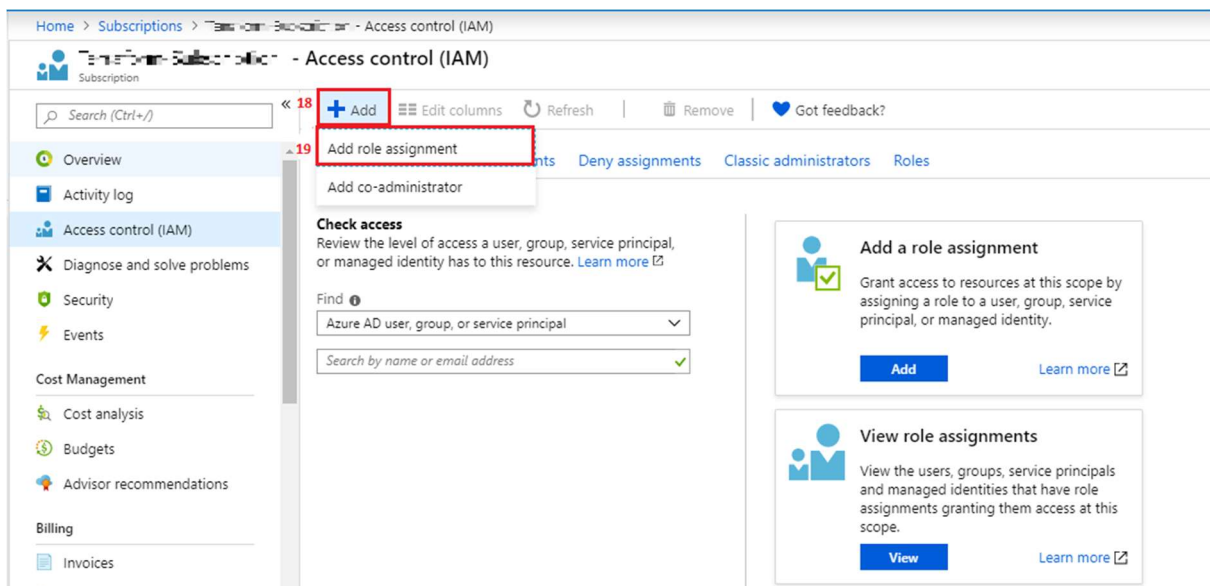 Home > Subscriptions > - Access control (IAM)
- Access control (IAM)
Subscription
Search (Ctrl+/)
«
18
Add
Edit columns
Refresh
Remove
Got feedback?
19
Add role assignment
nts
Deny assignments
Classic administrators
Roles
Add co-administrator
Overview
Activity log
Access control (IAM)
Diagnose and solve problems
Security
Events
Cost Management
Cost analysis
Budgets
Advisor recommendations
Billing
Invoices
Check access
Review the level of access a user, group, service principal,
or managed identity has to this resource. Learn more
Find
Azure AD user, group, or service principal
Search by name or email address
Add a role assignment
Grant access to resources at this scope by
assigning a role to a user, group, service
principal, or managed identity.
Add
Learn more
View role assignments
View the users, groups, service principals
and managed identities that have role
assignments granting them access at this
scope.
View
Learn more